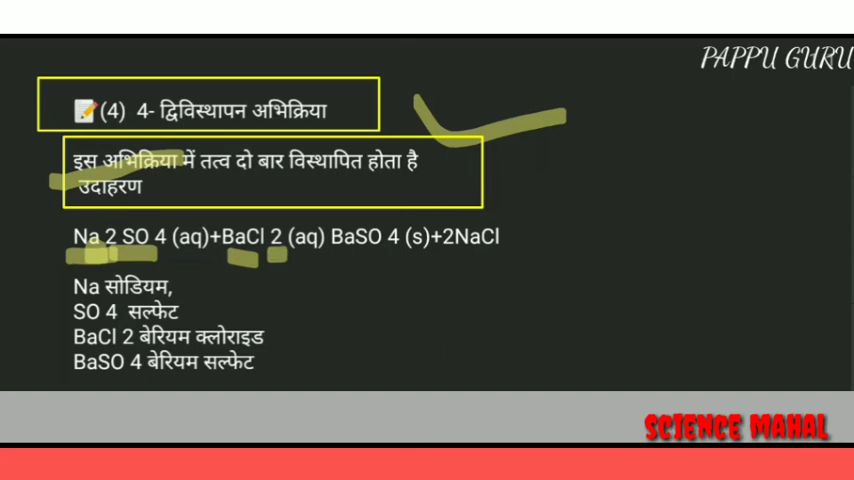 PAPPU GURU
📝(4) 4- द्विविस्थापन अभिक्रिया
इस अभिक्रिया में तत्व दो बार विस्थापित होता है
उदाहरण
Na 2 SO 4 (aq)+BaCl 2 (aq) BaSO 4 (s)+2NaCl
Na सोडियम,
SO 4 सल्फेट
BaCl 2 बेरियम क्लोराइड
BaSO 4 बेरियम सल्फेट
SCIENCE MAHAL